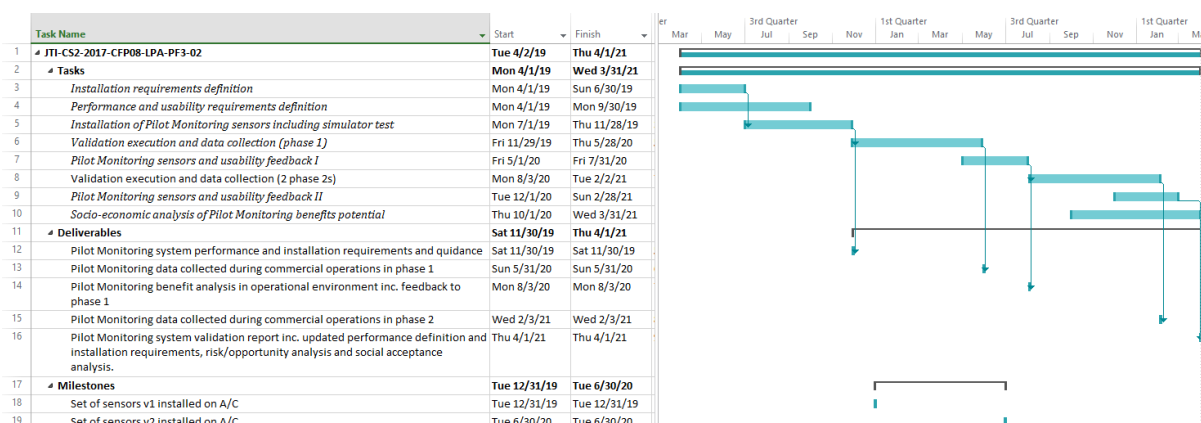 er 3rd Quarter 1st Quarter 3rd Quarter 1st Quarter
Task Name Start Finish Mar May Jul Sep Nov Jan Mar May Jul Sep Nov Jan
1 JTI-CS2-2017-CFP08-LPA-PF3-02 Tue 4/2/19 Thu 4/1/21
2 Tasks Mon 4/1/19 Wed 3/31/21
3 Installation requirements definition Mon 4/1/19 Sun 6/30/19
4 Performance and usability requirements definition Mon 4/1/19 Mon 9/30/19
5 Installation of Pilot Monitoring sensors including simulator test Mon 7/1/19 Thu 11/28/19
6 Validation execution and data collection (phase 1) Fri 11/29/19 Thu 5/28/20
7 Pilot Monitoring sensors and usability feedback I Fri 5/1/20 Fri 7/31/20
8 Validation execution and data collection (2 phase 2s) Mon 8/3/20 Tue 2/2/21
9 Pilot Monitoring sensors and usability feedback II Tue 12/1/20 Sun 2/28/21
10 Socio-economic analysis of Pilot Monitoring benefits potential Thu 10/1/20 Wed 3/31/21
11 Deliverables Sat 11/30/19 Thu 4/1/21
12 Pilot Monitoring system performance and installation requirements and guidance Sat 11/30/19 Sat 11/30/19
13 Pilot Monitoring data collected during commercial operations in phase 1 Sun 5/31/20 Sun 5/31/20
14 Pilot Monitoring benefit analysis in operational environment inc. feedback to Mon 8/3/20 Mon 8/3/20
phase 1
15 Pilot Monitoring data collected during commercial operations in phase 2 Wed 2/3/21 Wed 2/3/21
16 Pilot Monitoring system validation report inc. updated performance definition and Thu 4/1/21 Thu 4/1/21
installation requirements, risk/opportunity analysis and social acceptance
analysis.
17 Milestones Tue 12/31/19 Tue 6/30/20
18 Set of sensors v1 installed on A/C Tue 12/31/19 Tue 12/31/19
19 Set of sensors v2 installed on A/C Tue 6/30/20 Tue 6/30/20